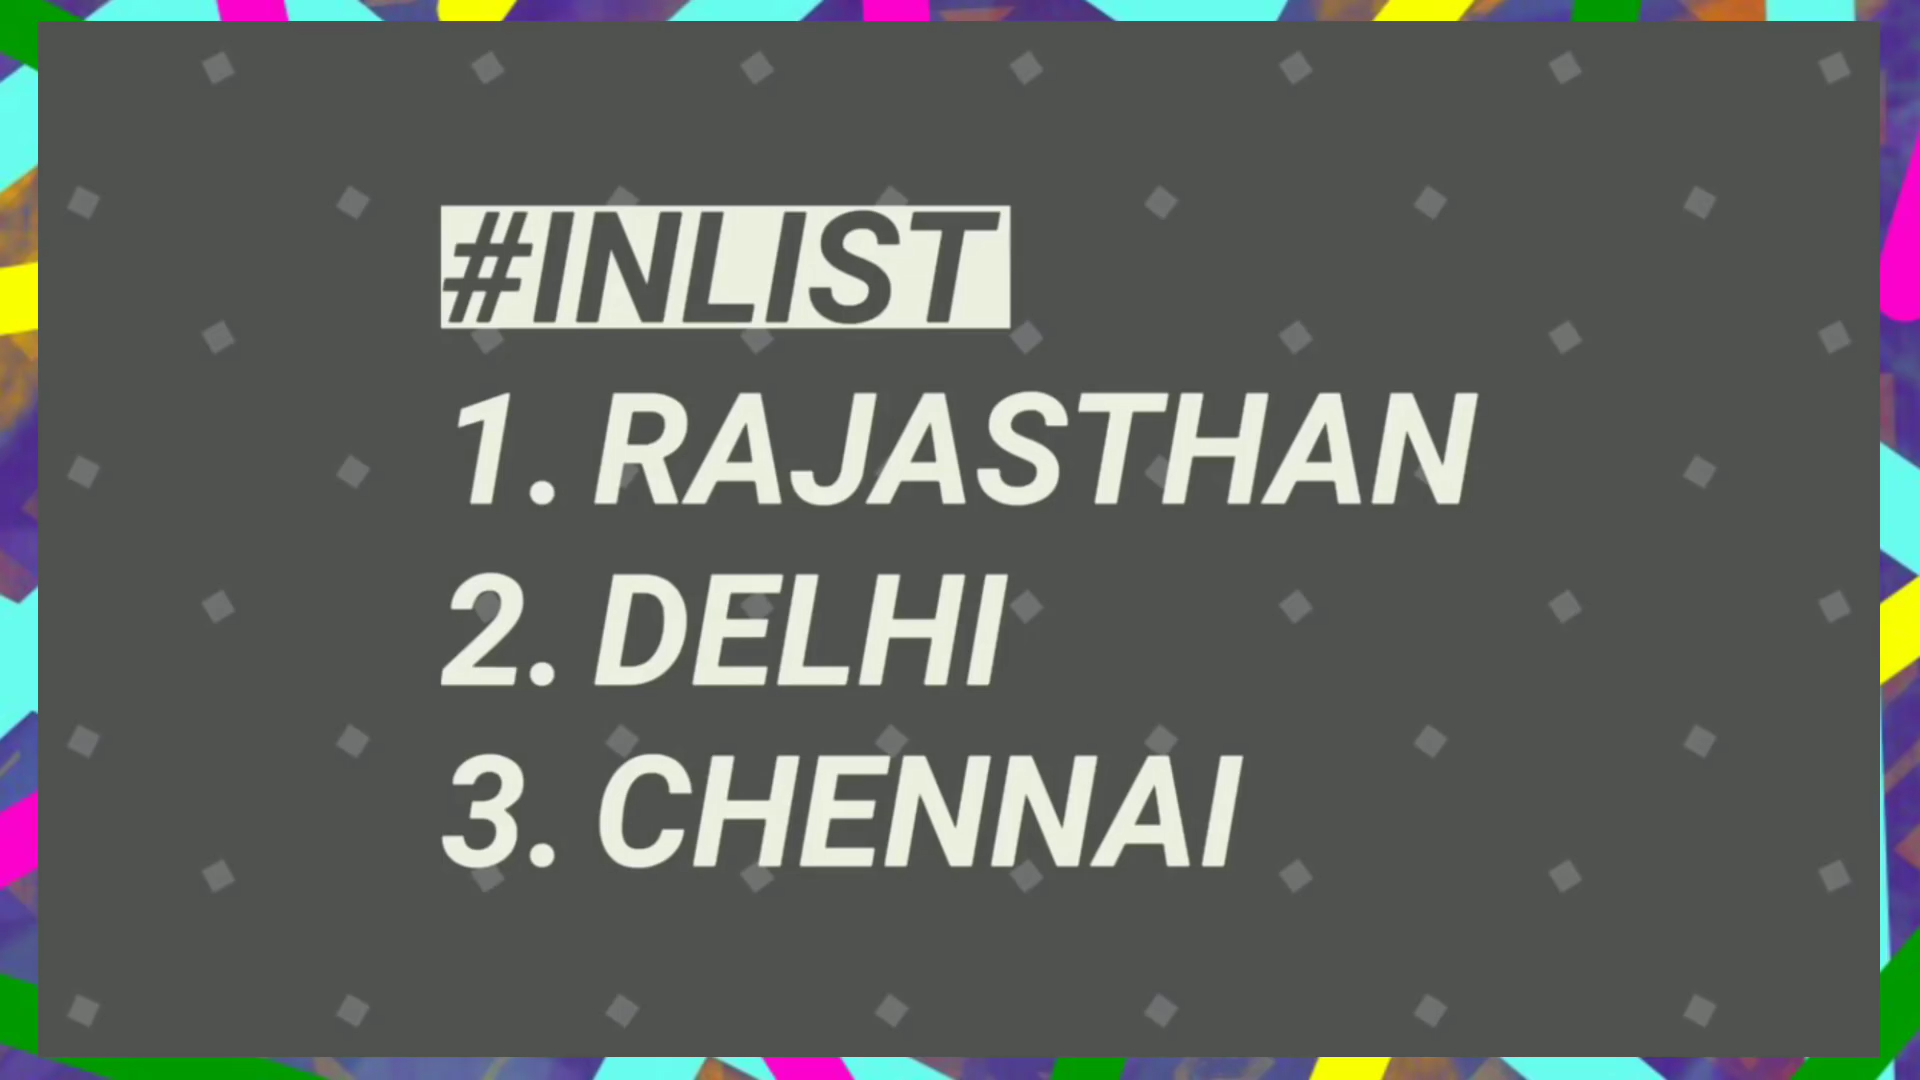 #INLIST
1. RAJASTHAN
2. DELHI
3. CHENNAI